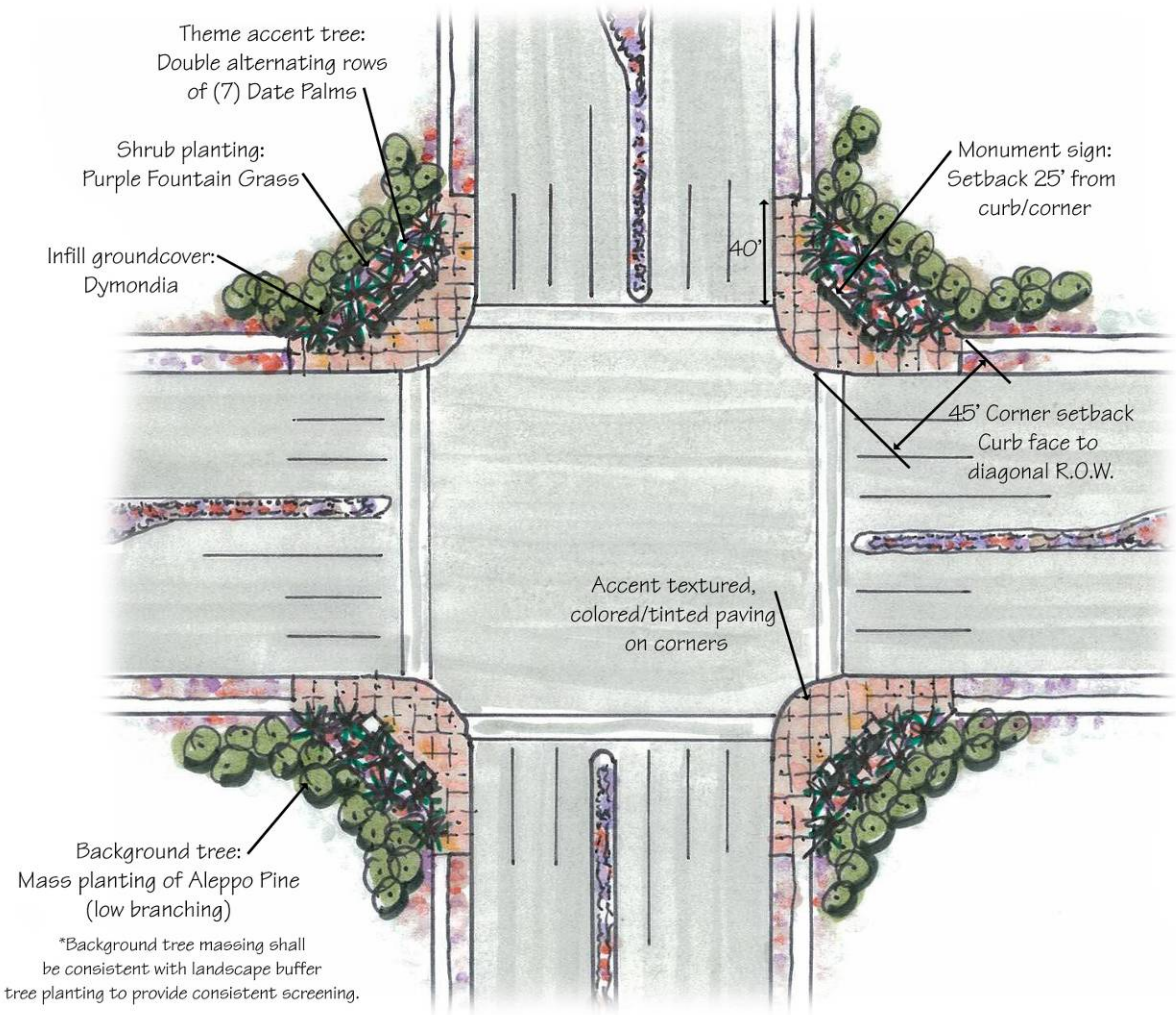 Theme accent tree:
Double alternating rows
of (7) Date Palms
Shrub planting:
Purple Fountain Grass
Infill groundcover:
Dymondia
Monument sign:
Setback 25' from
curb/corner
40'
45' Corner setback
Curb face to
diagonal R.O.W.
Accent textured,
colored/tinted paving
on corners
Background tree:
Mass planting of Aleppo Pine
(low branching)
*Background tree massing shall
be consistent with landscape buffer
tree planting to provide consistent screening.